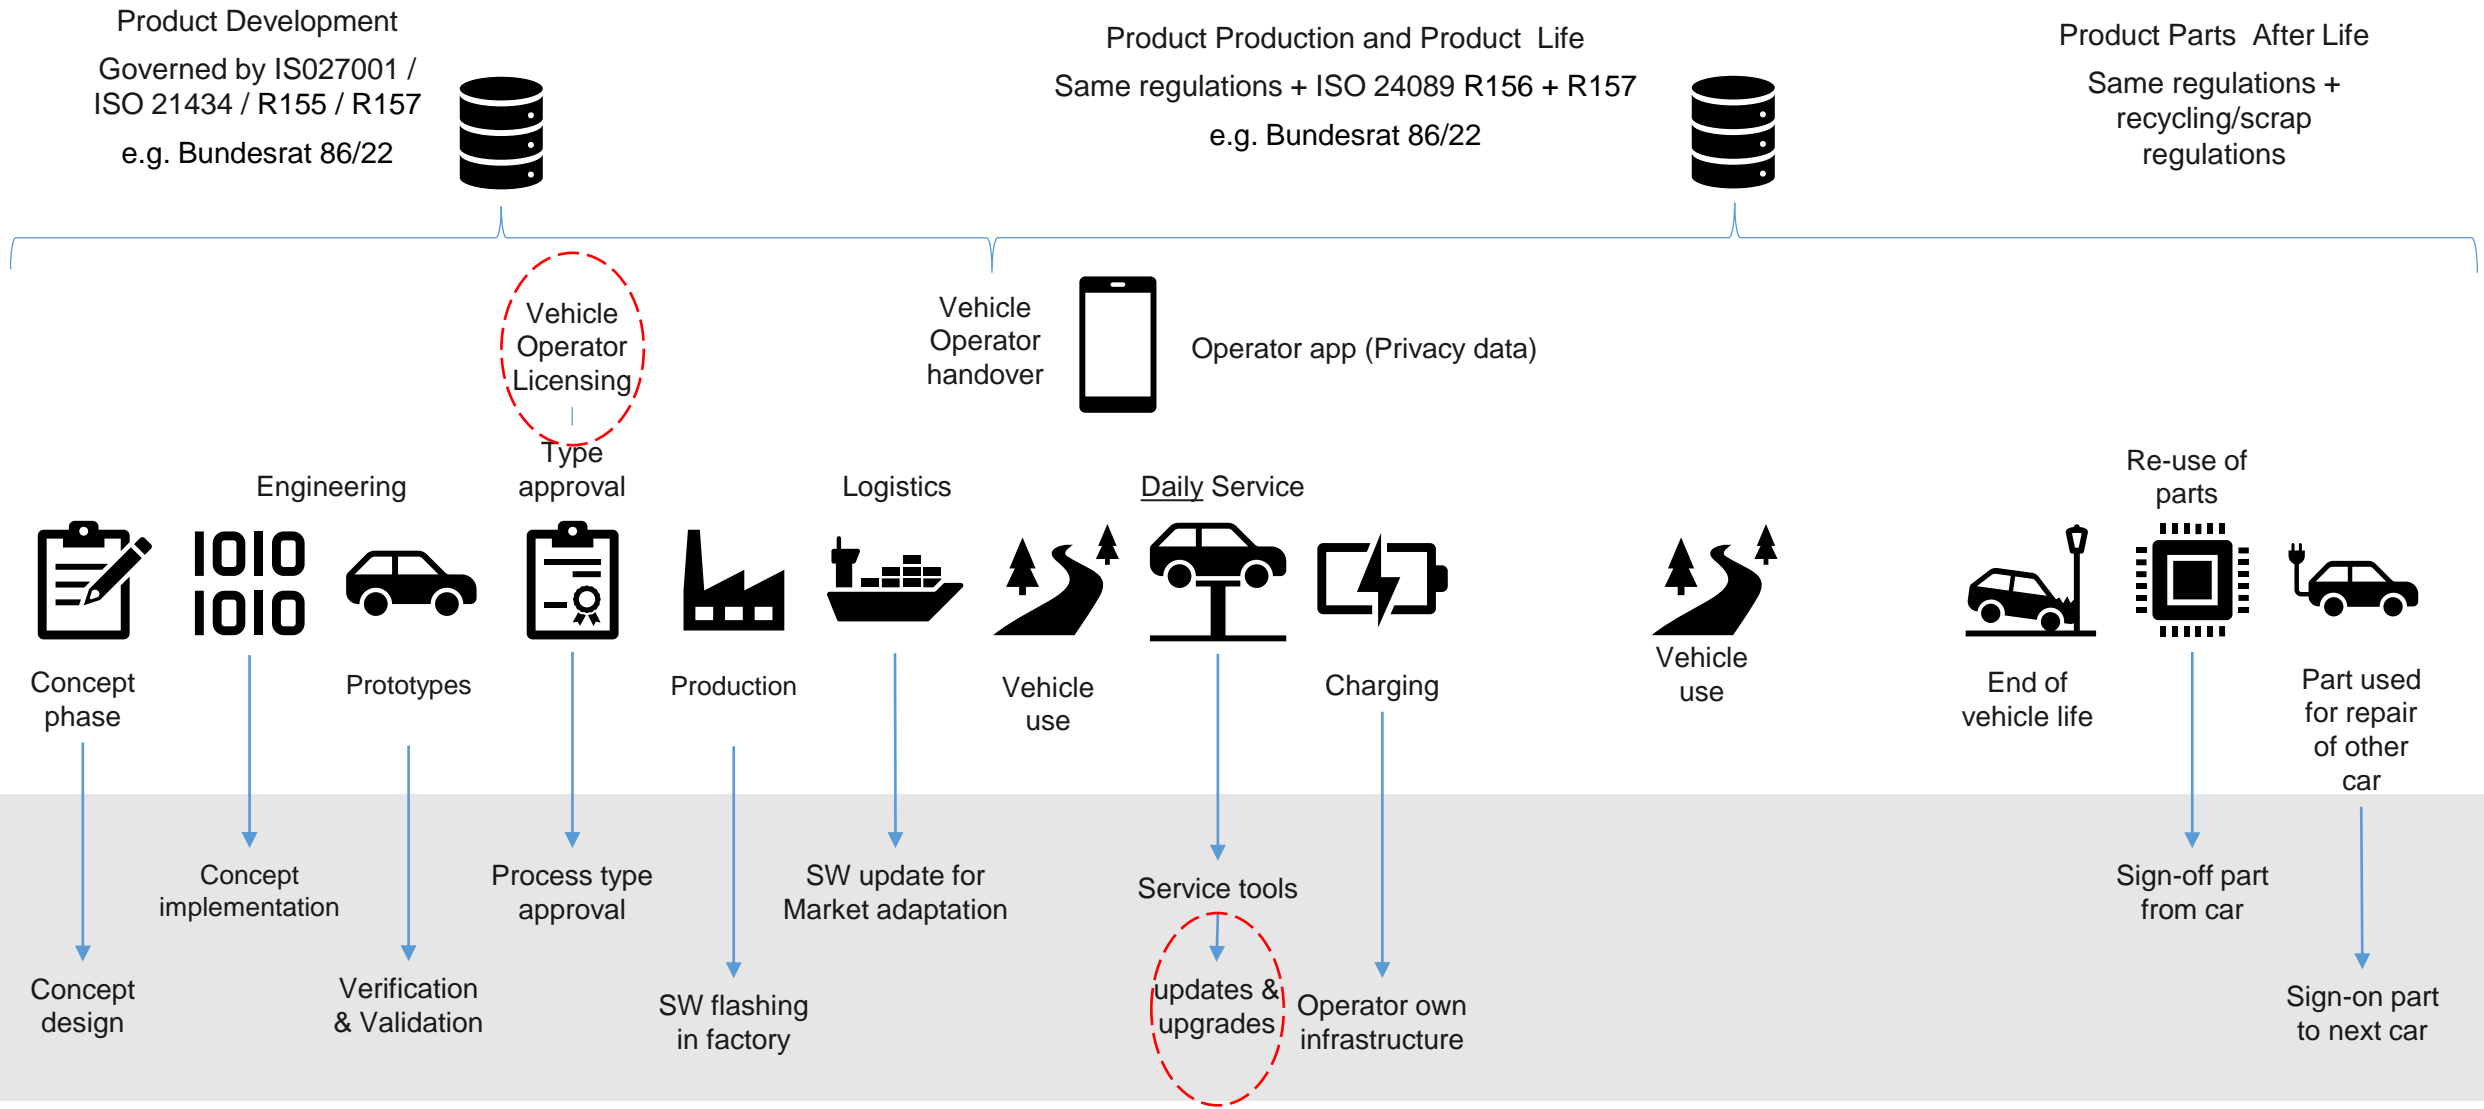 Product Development
Governed by IS027001 /
ISO 21434 / R155 / R157
e.g. Bundesrat 86/22
Product Production and Product Life
Same regulations + ISO 24089 R156 + R157
e.g. Bundesrat 86/22
Product Parts After Life
Same regulations +
recycling/scrap
regulations
Vehicle
Operator
Licensing
Vehicle
Operator
handover
Operator app (Privacy data)
Engineering
Type
approval
Logistics
Daily Service
Re-use of
parts
1010
1010
Concept
phase
Prototypes
Production
Vehicle
use
Charging
Vehicle
use
End of
vehicle life
Part used
for repair
of other
car
Concept
implementation
Process type
approval
SW update for
Market adaptation
Service tools
Sign-off part
from car
Concept
design
Verification
& Validation
SW flashing
in factory
updates &
upgrades
Operator own
infrastructure
Sign-on part
to next car